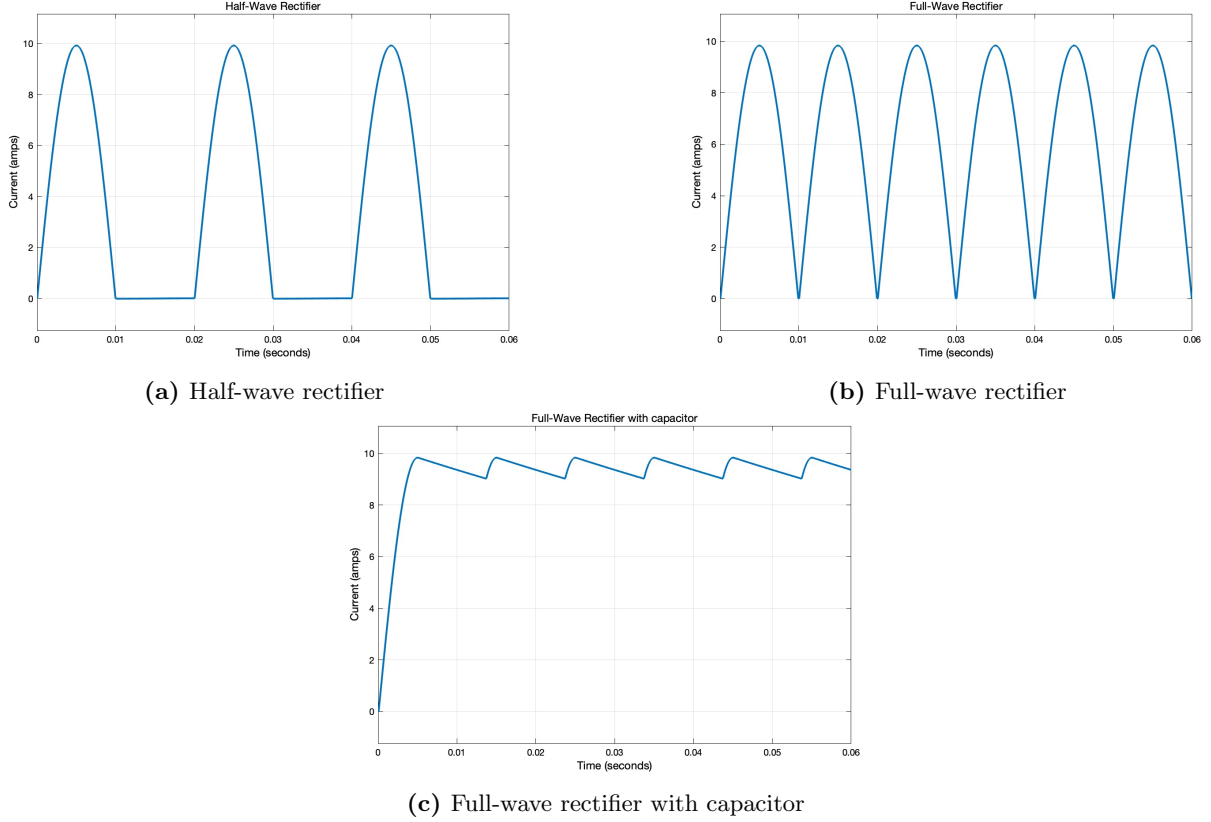 Half-Wave Rectifier
10
8
6
4
2
0
Current (amps)
0 0.01 0.02 0.03 0.04 0.05 0.06
Time (seconds)
(a) Half-wave rectifier
Full-Wave Rectifier
10
8
6
4
2
0
Current (amps)
0 0.01 0.02 0.03 0.04 0.05 0.06
Time (seconds)
(b) Full-wave rectifier
Full-Wave Rectifier with capacitor
10
8
6
4
2
0
Current (amps)
0 0.01 0.02 0.03 0.04 0.05 0.06
Time (seconds)
(c) Full-wave rectifier with capacitor